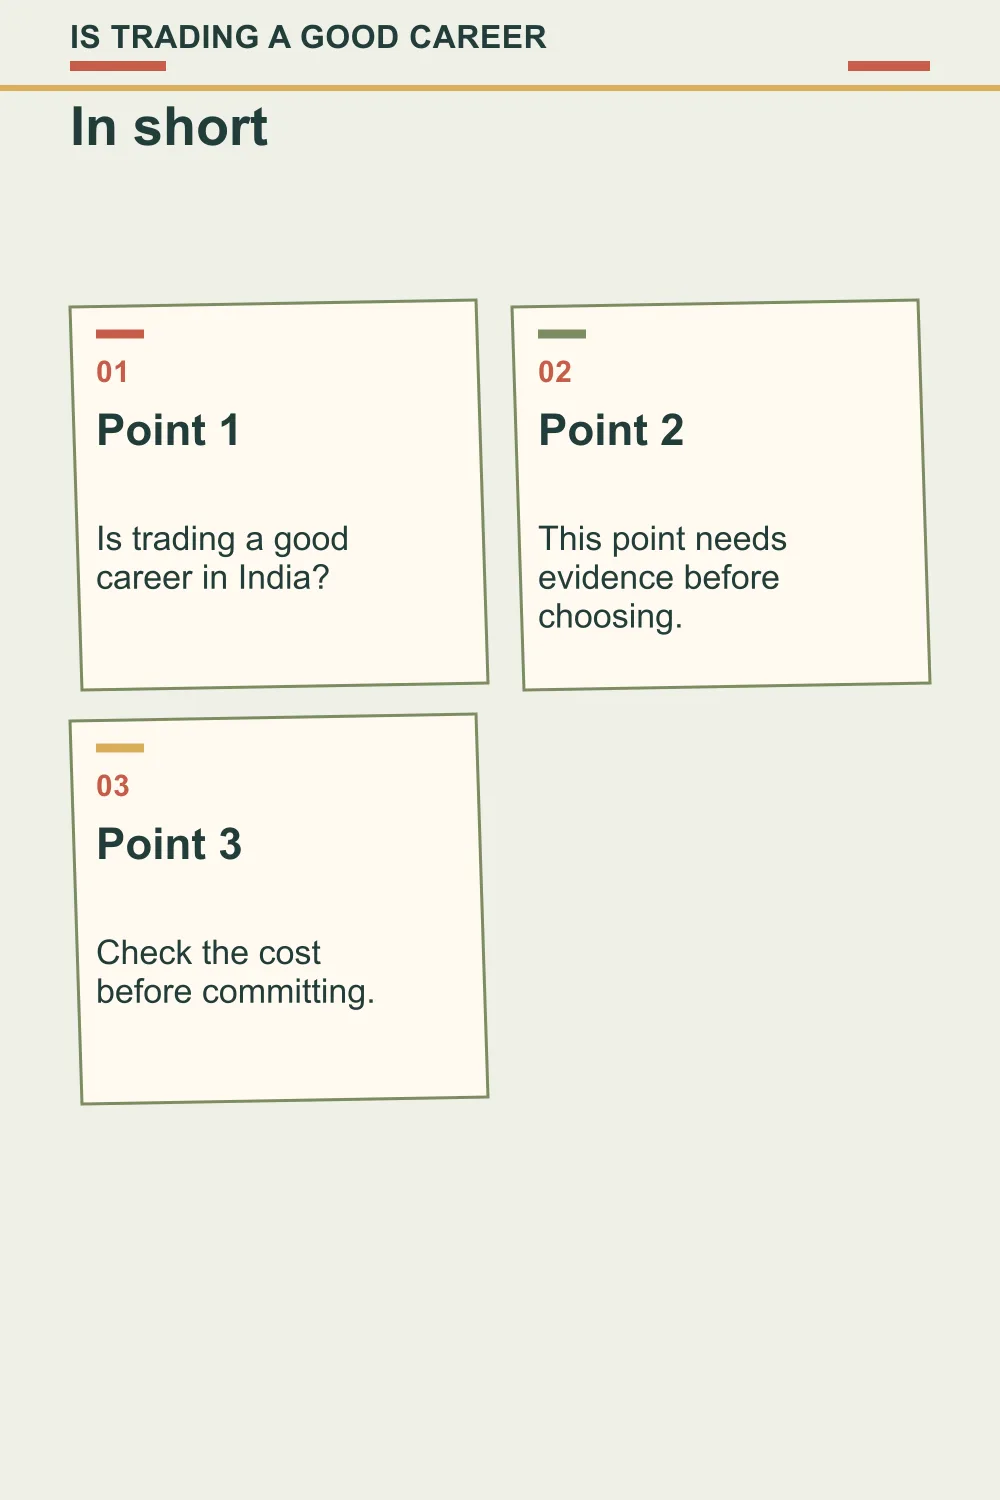 IS TRADING A GOOD CAREER
In short
01
Point 1
Is trading a good
career in India?
02
Point 2
This point needs
evidence before
choosing.
03
Point 3
Check the cost
before committing.